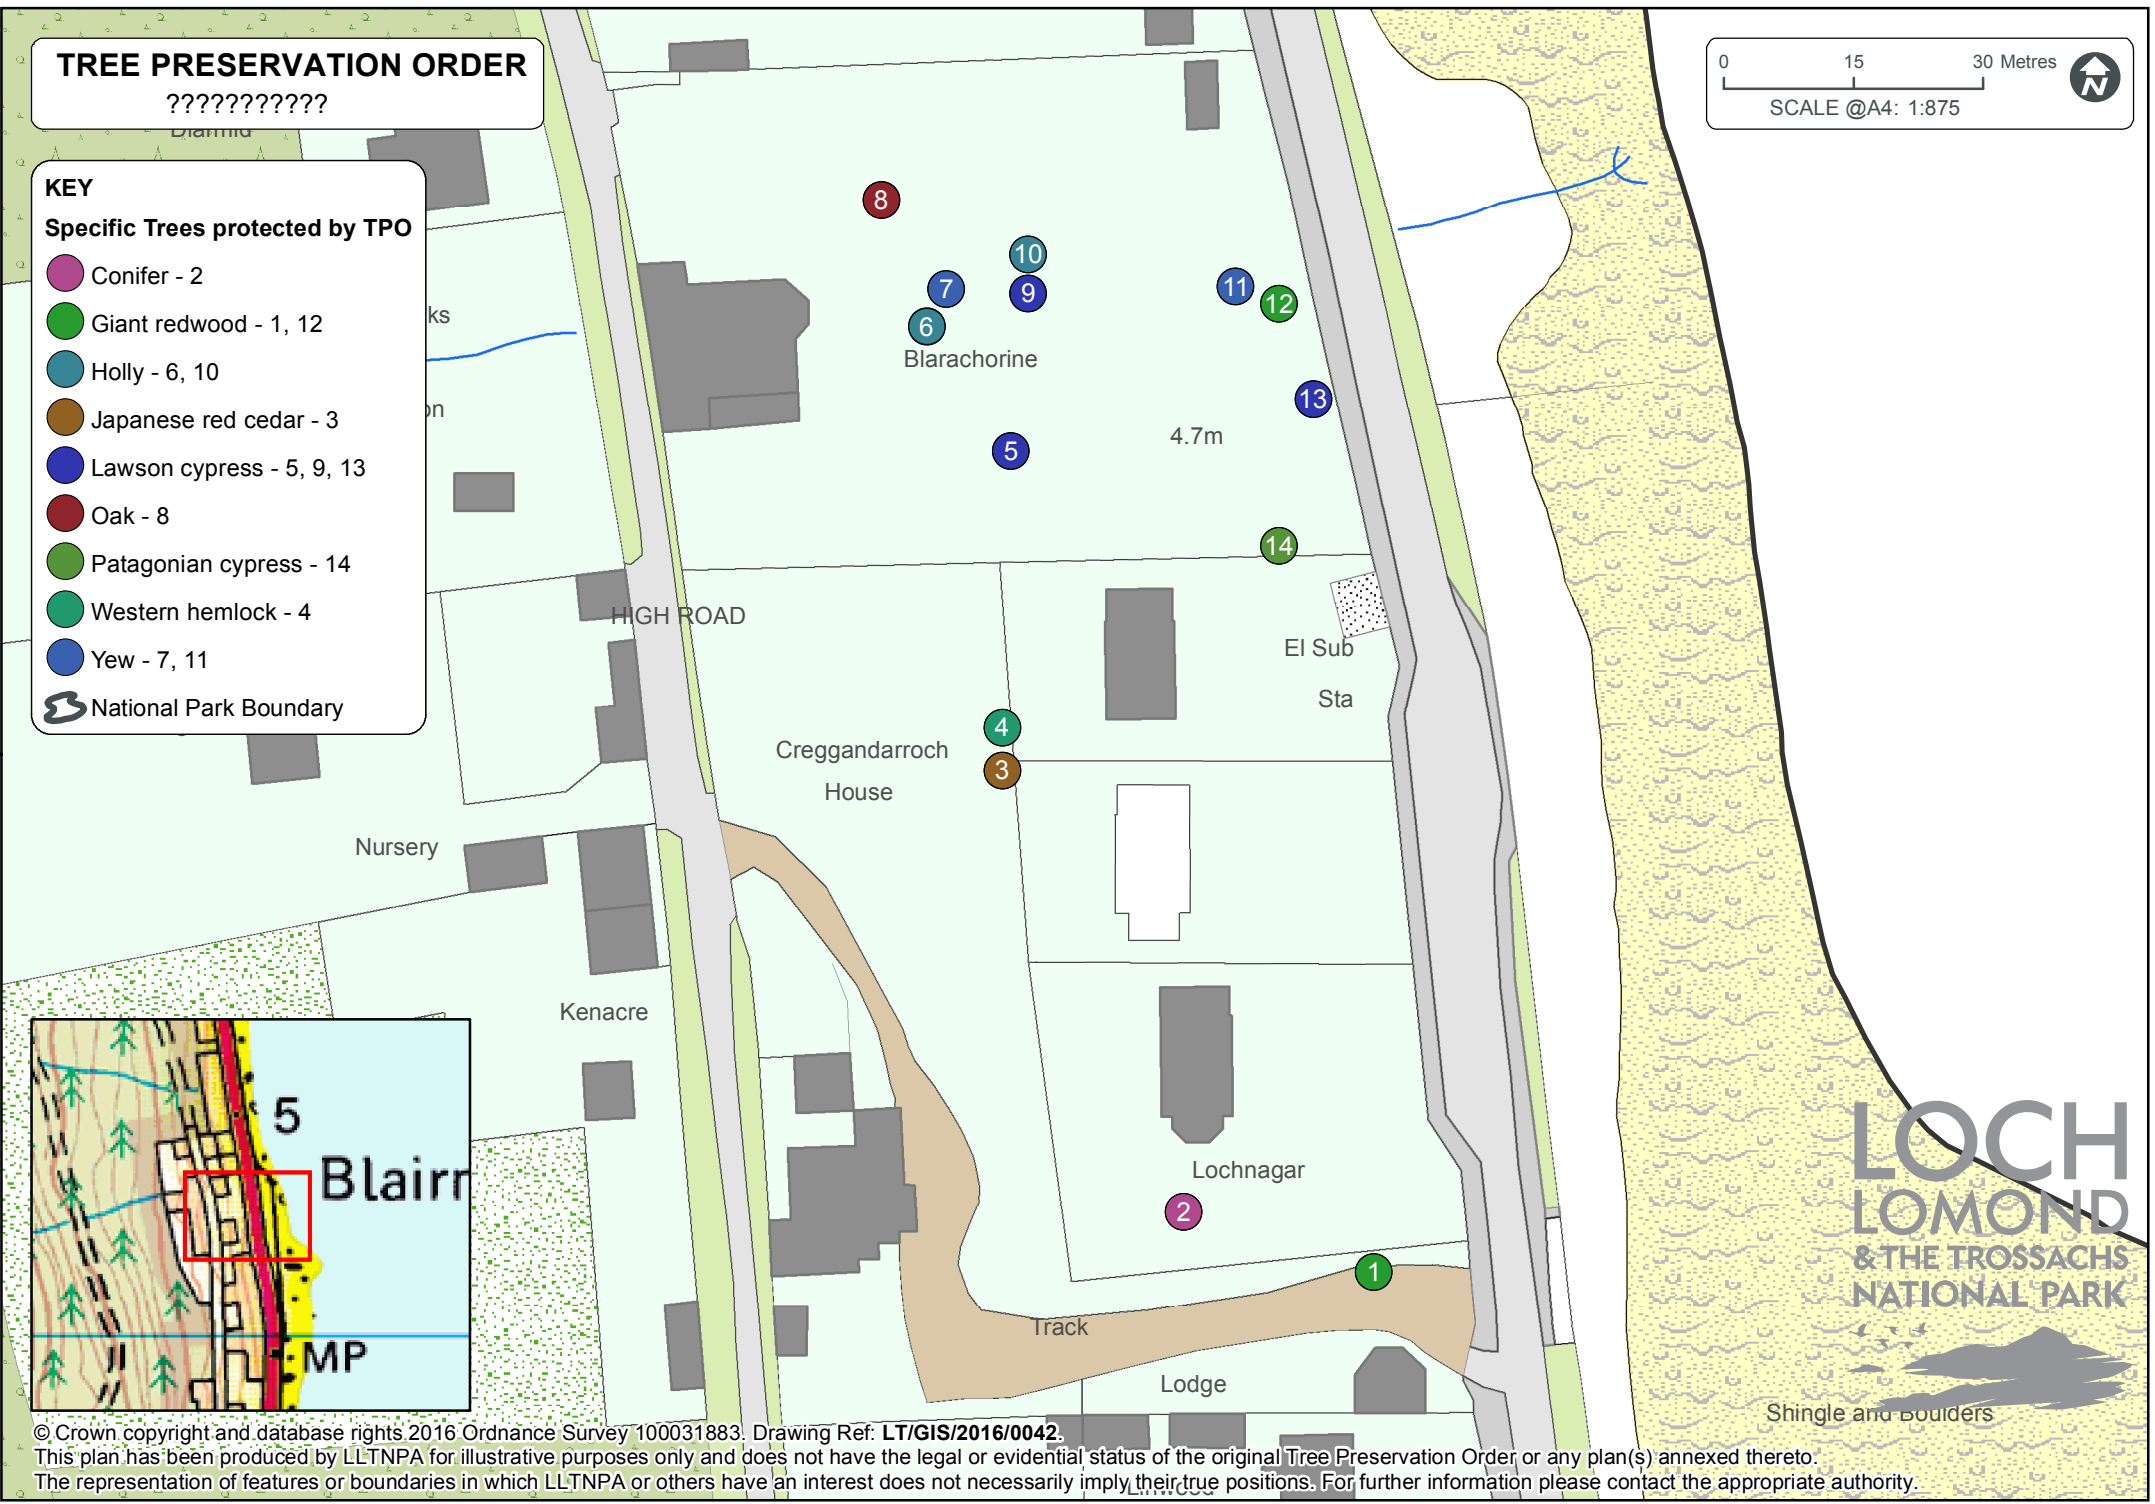 TREE PRESERVATION ORDER
???????????
Diarmid
0 15 30 Metres
N
SCALE @A4: 1:875
KEY
Specific Trees protected by TPO
Conifer - 2
Giant redwood - 1, 12
Holly - 6, 10
Japanese red cedar - 3
Lawson cypress - 5, 9, 13
Oak - 8
Patagonian cypress - 14
Western hemlock - 4
Yew - 7, 11
National Park Boundary
ks
on
8
10
7
9
11
12
6
Blarachorine
13
4.7m
5
14
HIGH ROAD
El Sub
Sta
4
Creggandarroch
3
House
Nursery
Kenacre
Lochnagar
2
1
Track
Lodge
5
Blairr
MP
LOCH
LOMOND
& THE TROSSACHS
NATIONAL PARK
Shingle and Boulders
Linwood
© Crown copyright and database rights 2016 Ordnance Survey 100031883. Drawing Ref: LT/GIS/2016/0042.
This plan has been produced by LLTNPA for illustrative purposes only and does not have the legal or evidential status of the original Tree Preservation Order or any plan(s) annexed thereto.
The representation of features or boundaries in which LLTNPA or others have an interest does not necessarily imply their true positions. For further information please contact the appropriate authority.